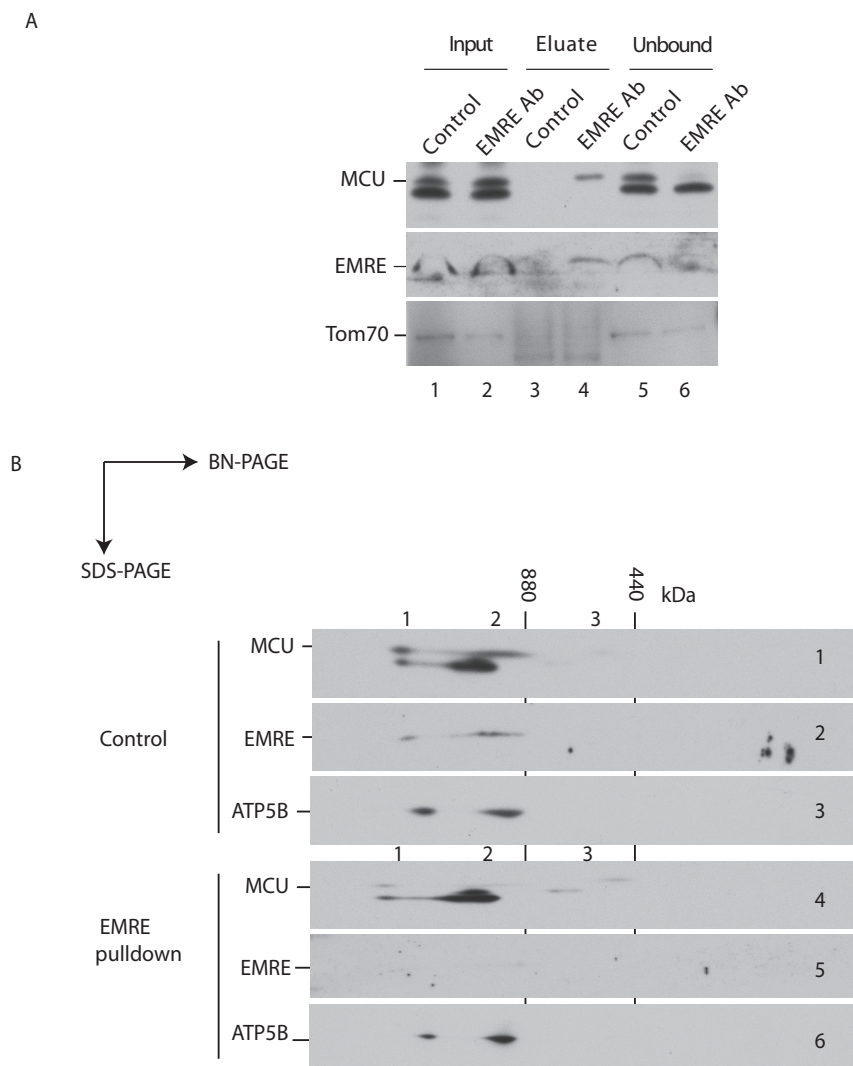 A
Input Eluate Unbound
Control EMRE Ab Control EMRE Ab Control EMRE Ab
MCU
EMRE
Tom70
1 2 3 4 5 6
B
BN-PAGE
SDS-PAGE
880 440 kDa
1 2 3
MCU 1
Control
EMRE 2
ATP5B 3
1 2 3
MCU 4
EMRE
pulldown
EMRE 5
ATP5B 6